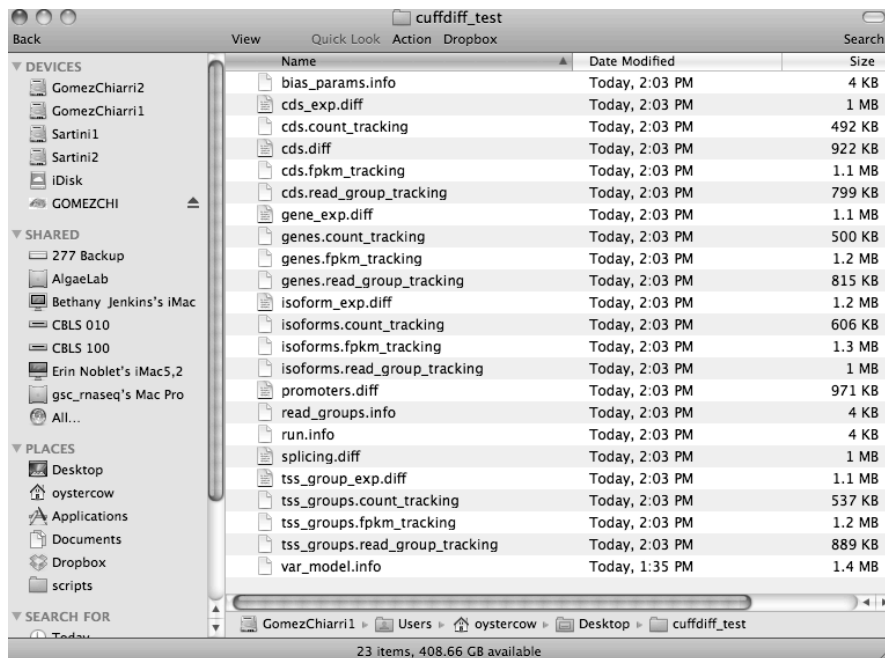 cuffdiff_test
Back View Quick Look Action Dropbox Search
DEVICES
GomezChiarri2
GomezChiarri1
Sartini1
Sartini2
iDisk
GOMEZCHI
SHARED
277 Backup
AlgaeLab
Bethany Jenkins's iMac
CBLS 010
CBLS 100
Erin Noblet's iMac5,2
gsc_rnaseq's Mac Pro
All...
PLACES
Desktop
oystercow
Applications
Documents
Dropbox
scripts
SEARCH FOR
Today
Name Date Modified Size
bias_params.info Today, 2:03 PM 4 KB
cds_exp.diff Today, 2:03 PM 1 MB
cds.count_tracking Today, 2:03 PM 492 KB
cds.diff Today, 2:03 PM 922 KB
cds.fpkm_tracking Today, 2:03 PM 1.1 MB
cds.read_group_tracking Today, 2:03 PM 799 KB
gene_exp.diff Today, 2:03 PM 1.1 MB
genes.count_tracking Today, 2:03 PM 500 KB
genes.fpkm_tracking Today, 2:03 PM 1.2 MB
genes.read_group_tracking Today, 2:03 PM 815 KB
isoform_exp.diff Today, 2:03 PM 1.2 MB
isoforms.count_tracking Today, 2:03 PM 606 KB
isoforms.fpkm_tracking Today, 2:03 PM 1.3 MB
isoforms.read_group_tracking Today, 2:03 PM 1 MB
promoters.diff Today, 2:03 PM 971 KB
read_groups.info Today, 2:03 PM 4 KB
run.info Today, 2:03 PM 4 KB
splicing.diff Today, 2:03 PM 1 MB
tss_group_exp.diff Today, 2:03 PM 1.1 MB
tss_groups.count_tracking Today, 2:03 PM 537 KB
tss_groups.fpkm_tracking Today, 2:03 PM 1.2 MB
tss_groups.read_group_tracking Today, 2:03 PM 889 KB
var_model.info Today, 1:35 PM 1.4 MB
GomezChiarri1 Users oystercow Desktop cuffdiff_test
23 items, 408.66 GB available